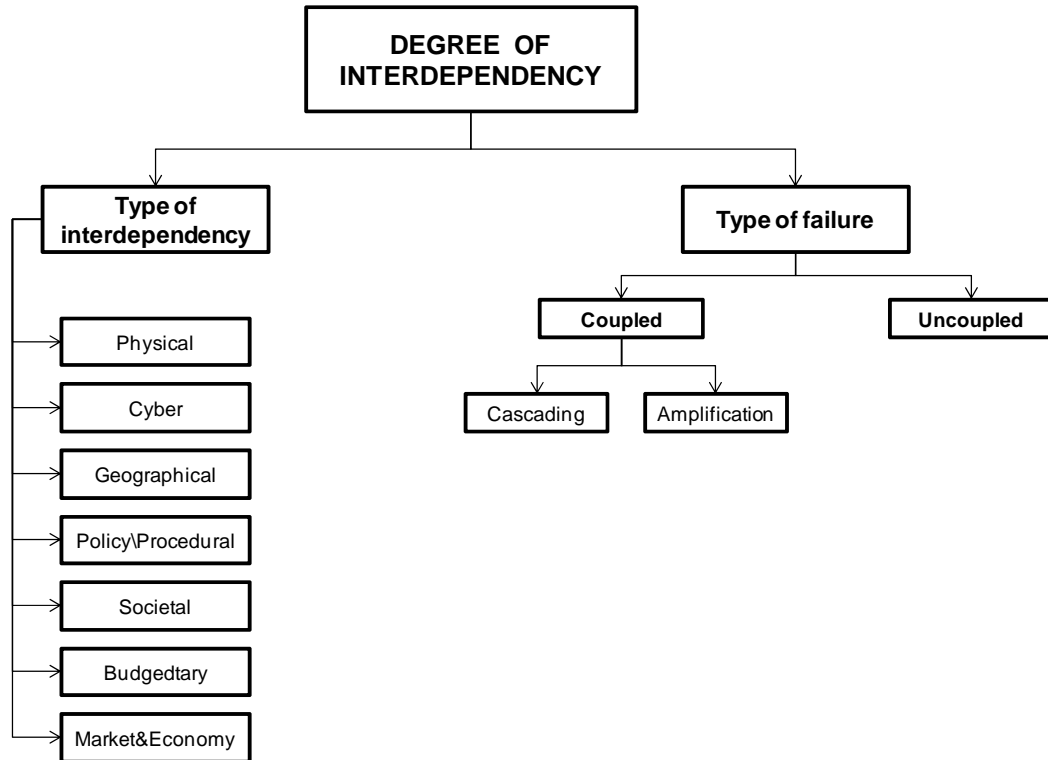 DEGREE OF
INTERDEPENDENCY
Type of
interdependency
Type of failure
Coupled
Uncoupled
Physical
Cyber
Cascading
Amplification
Geographical
Policy\Procedural
Societal
Budgedtary
Market&Economy